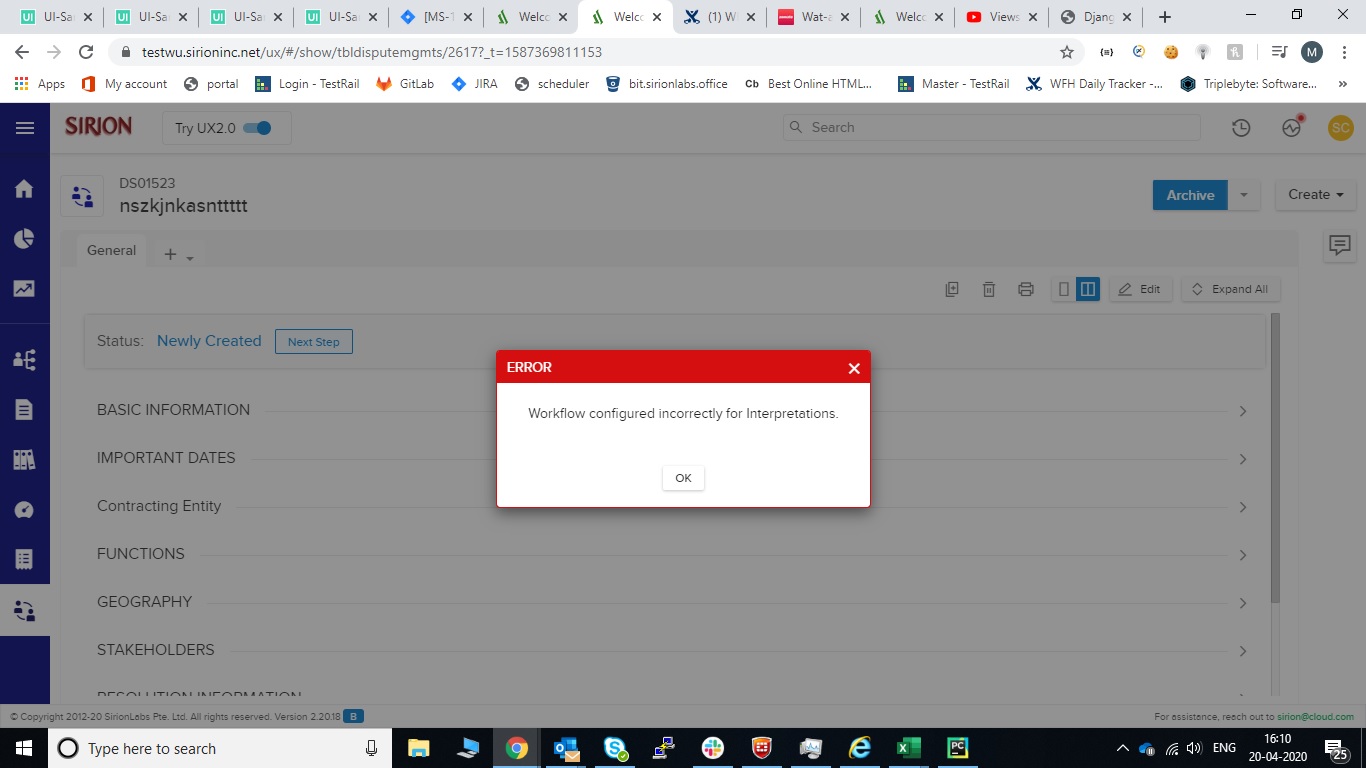 UI-Sa
UI-Sa
UI-Sa
UI-Sa
[MS-1
Welco
Welco
(1) W
Wat-a
Welco
Views
Djang
testwu.sirioninc.net/ux/#/show/tbldisputemgmts/2617?_t=1587369811153
M
Apps
My account
portal
Login - TestRail
GitLab
JIRA
scheduler
bit.sirionlabs.office
Cb Best Online HTML...
Master - TestRail
WFH Daily Tracker -...
Triplebyte: Software...
SIRION
Try UX2.0
Search
SC
DS01523
nszkjnkasnttttt
Archive
Create
General
Edit
Expand All
Status: Newly Created
Next Step
ERROR
Workflow configured incorrectly for Interpretations.
OK
BASIC INFORMATION
IMPORTANT DATES
Contracting Entity
FUNCTIONS
GEOGRAPHY
STAKEHOLDERS
RESOLUTION INFORMATION
© Copyright 2012-20 SirionLabs Pte. Ltd. All rights reserved. Version 2.20.18 B
For assistance, reach out to sirion@cloud.com
Type here to search
ENG
16:10
20-04-2020
25